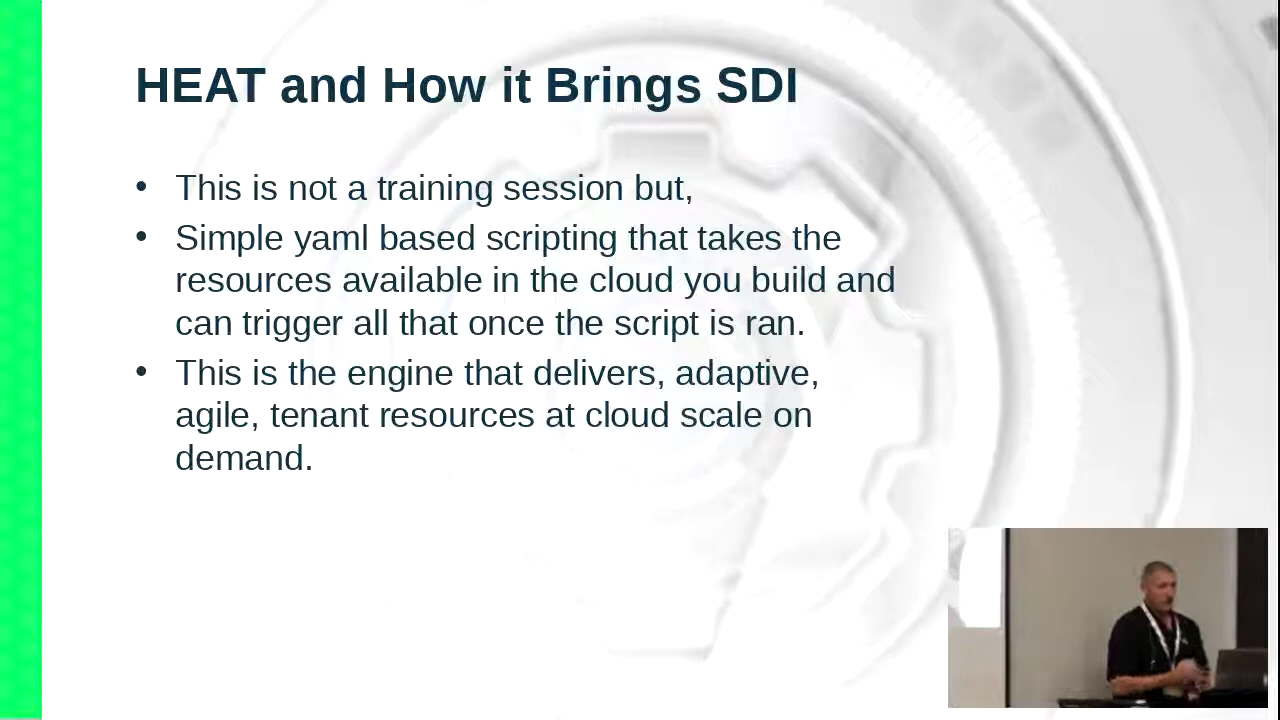 HEAT and How it Brings SDI
• This is not a training session but,
• Simple yaml based scripting that takes the
resources available in the cloud you build and
can trigger all that once the script is ran.
• This is the engine that delivers, adaptive,
agile, tenant resources at cloud scale on
demand.